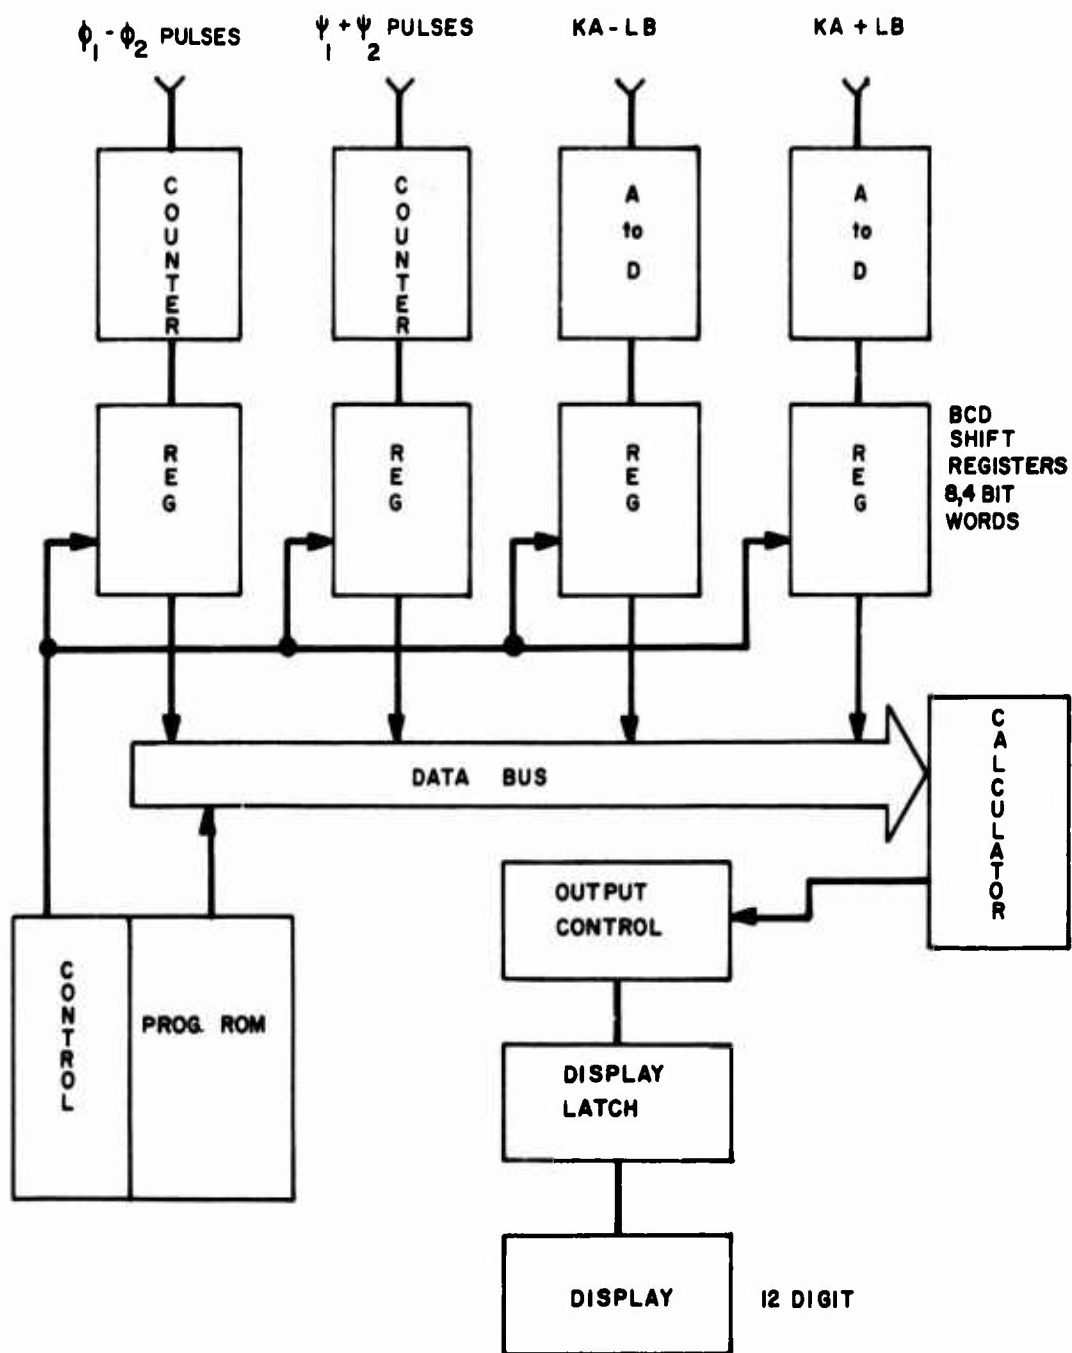 ϕ₁ - ϕ₂ PULSES
ψ₁ + ψ₂ PULSES
KA - LB
KA + LB
COUNTER
COUNTER
A
to
D
A
to
D
REG
REG
REG
REG
BCD
SHIFT
REGISTERS
8,4 BIT
WORDS
DATA BUS
CALCULATOR
OUTPUT
CONTROL
CONTROL
PROG. ROM
DISPLAY
LATCH
DISPLAY
12 DIGIT